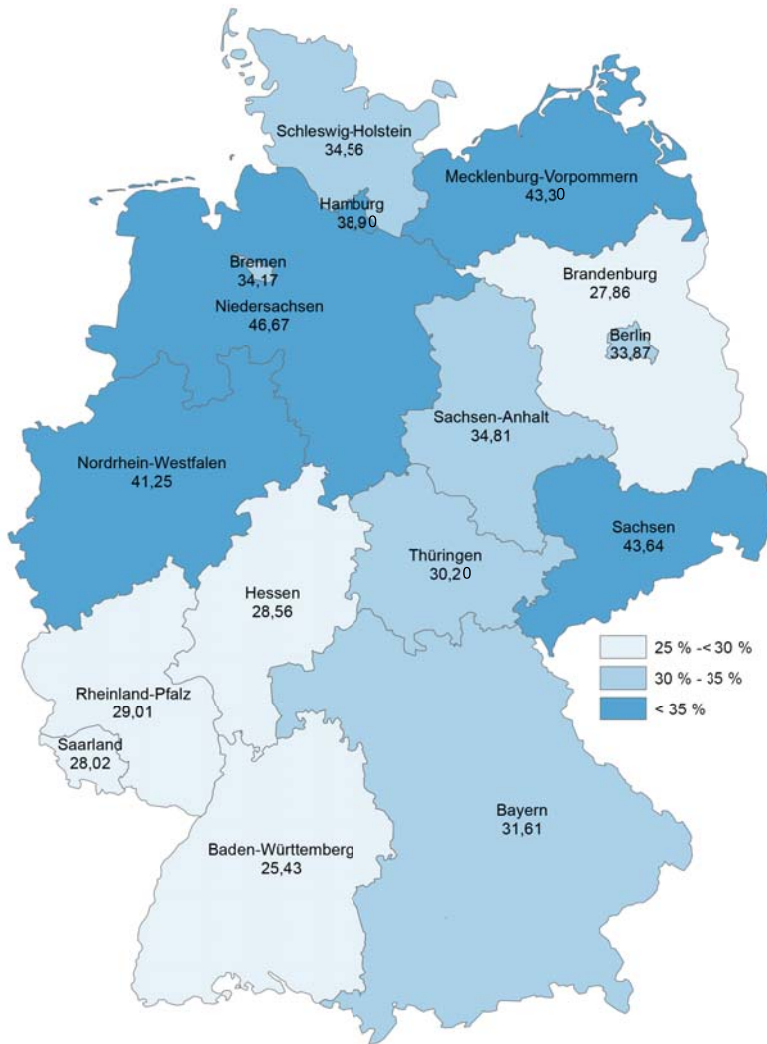 Schleswig-Holstein
34,56
Mecklenburg-Vorpommern
43,30
Hamburg
38,90
Bremen
34,17
Niedersachsen
46,67
Brandenburg
27,86
Berlin
33,87
Sachsen-Anhalt
34,81
Nordrhein-Westfalen
41,25
Sachsen
43,64
Thüringen
30,20
Hessen
28,56
25 % -<30 %
30 % - 35 %
< 35 %
Rheinland-Pfalz
29,01
Saarland
28,02
Bayern
31,61
Baden-Württemberg
25,43